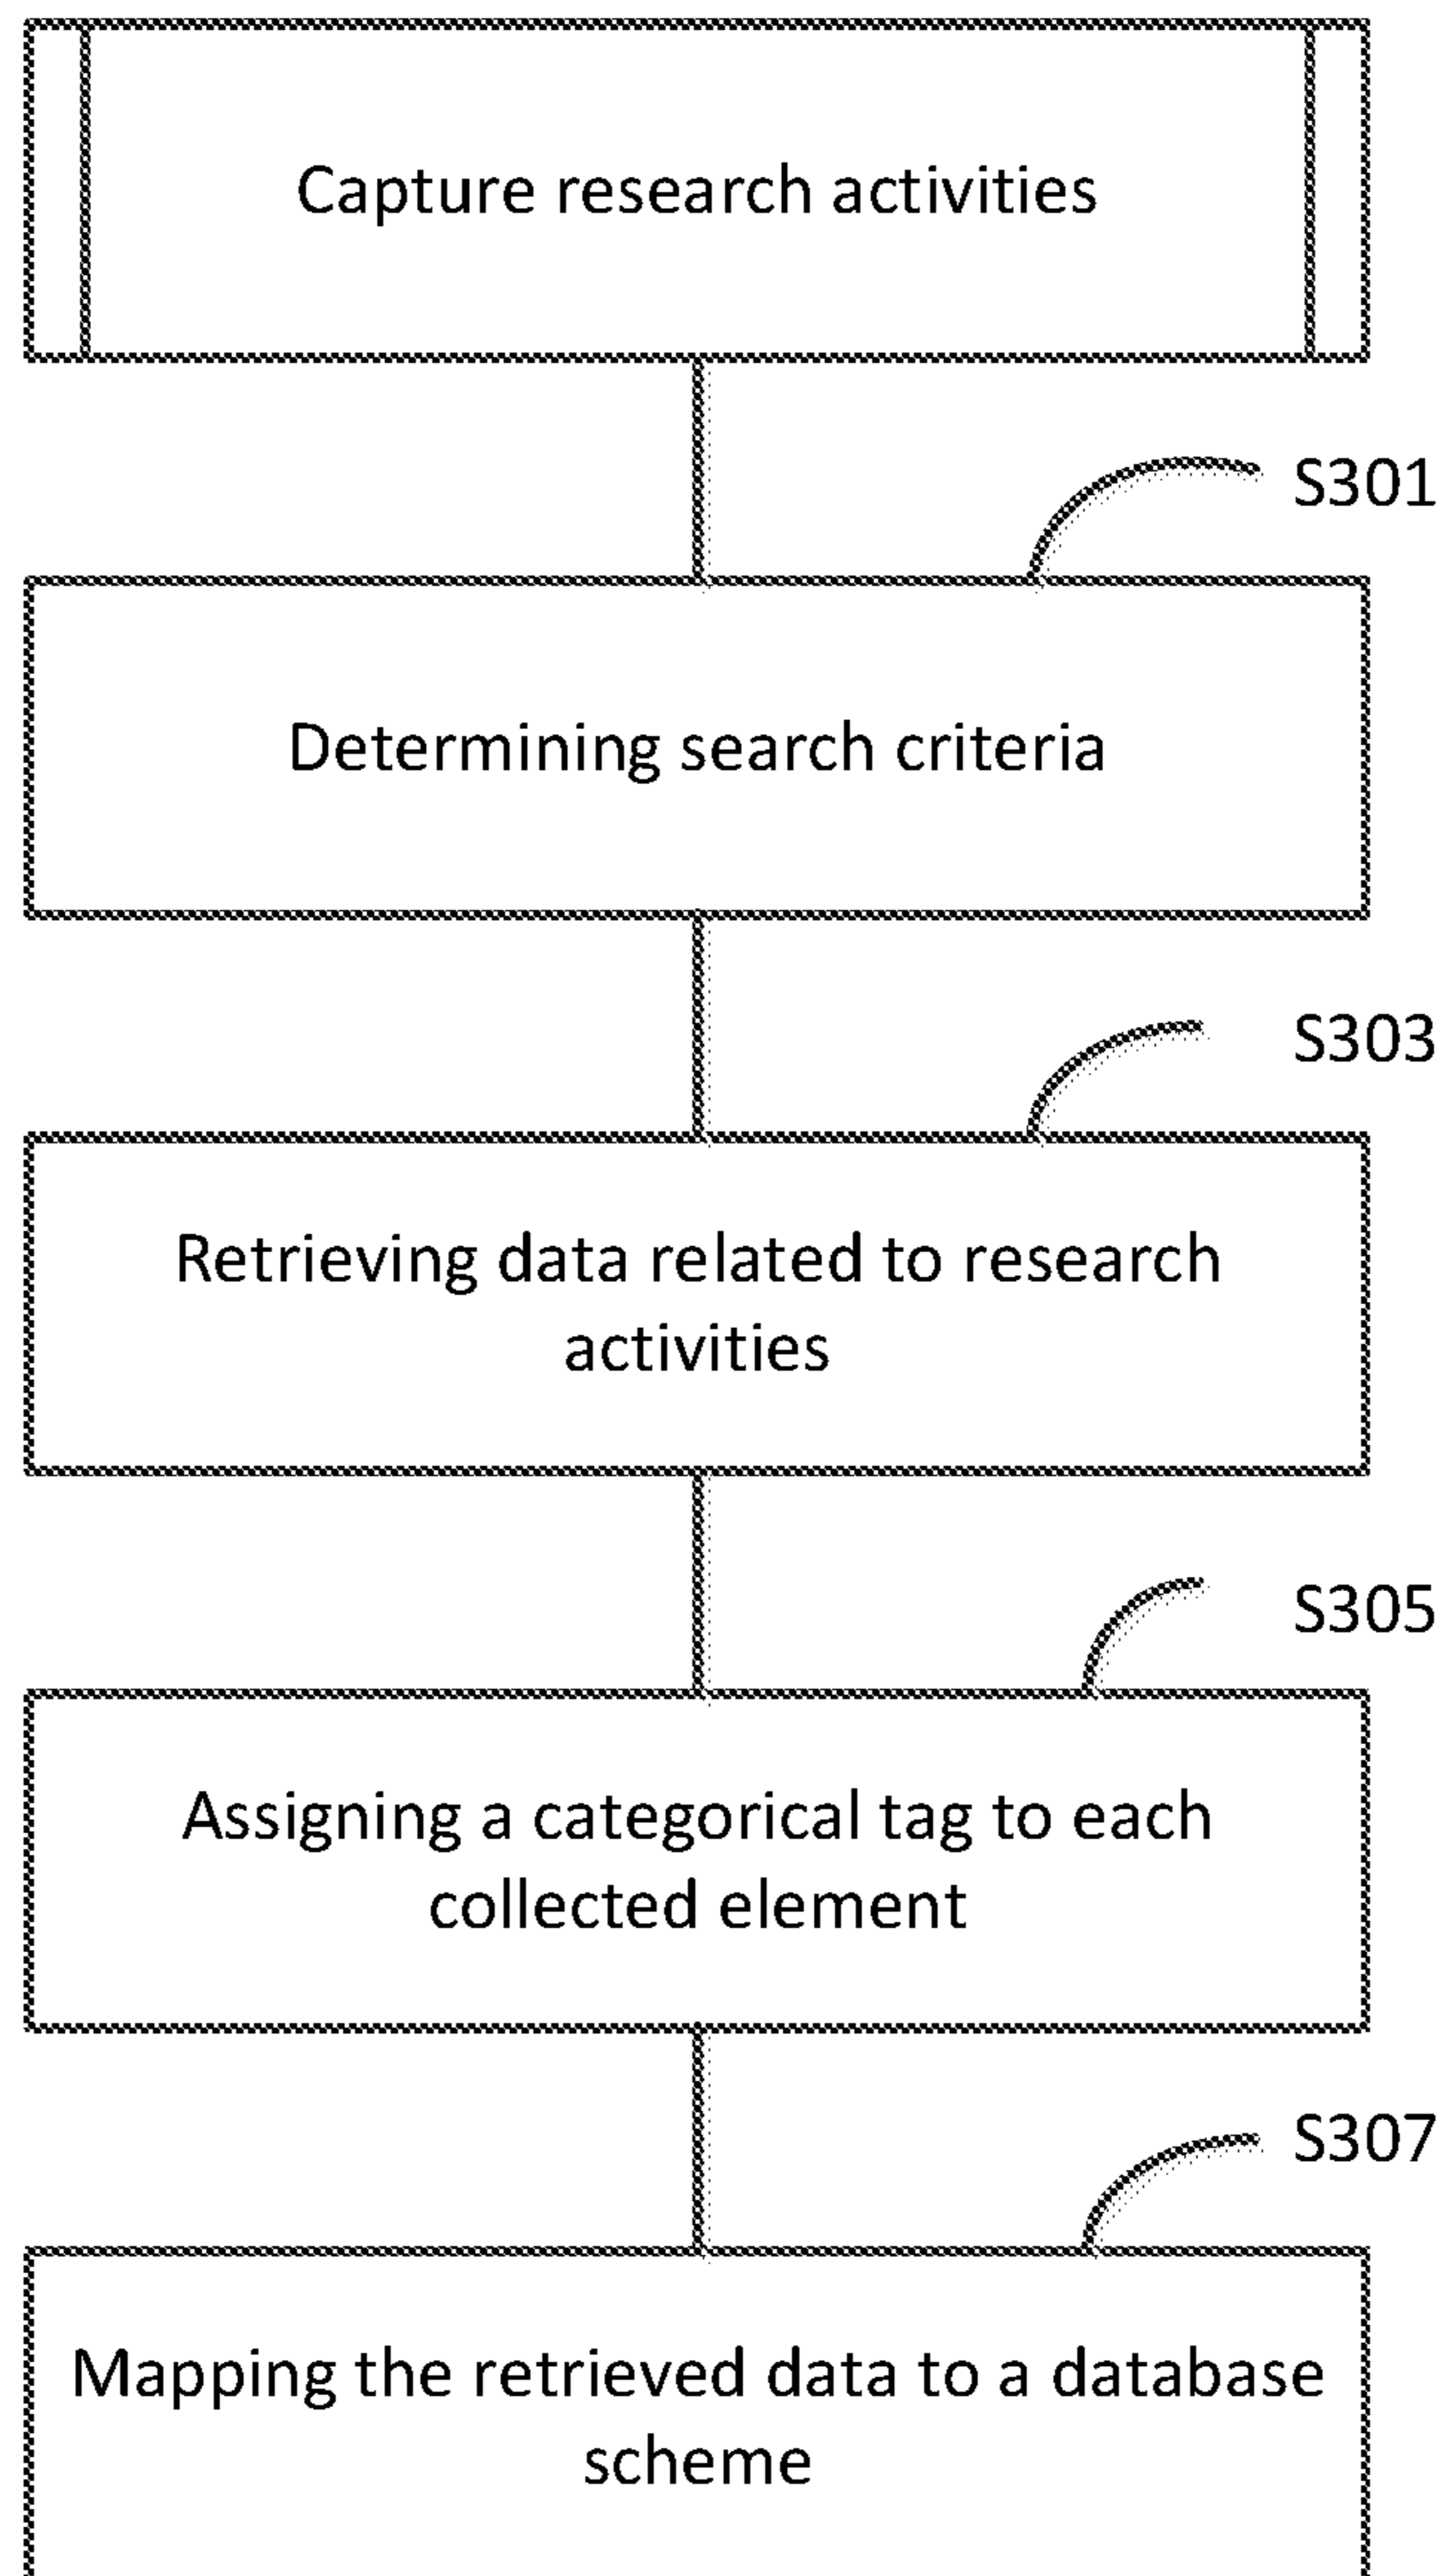 Capture research activities
S301
Determining search criteria
S303
Retrieving data related to research
activities
S305
Assigning a categorical tag to each
collected element
S307
Mapping the retrieved data to a database
scheme